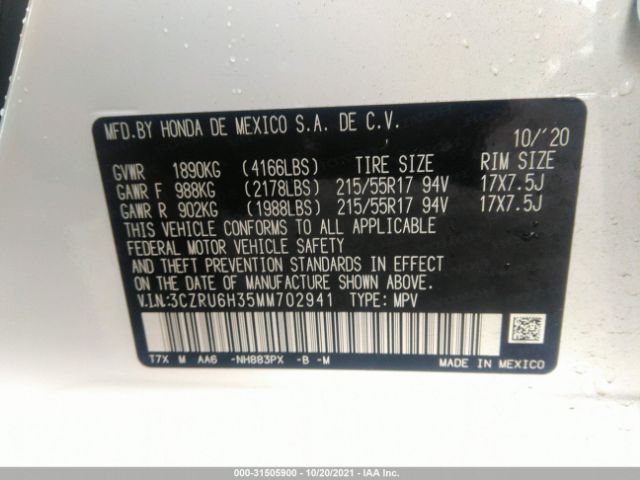 MFD.BY HONDA DE MEXICO S.A. DE C.V.
10/'20
GVWR 1890KG (4166LBS) TIRE SIZE RIM SIZE
GAWR F 988KG (2178LBS) 215/55R17 94V 17X7.5J
GAWR R 902KG (1988LBS) 215/55R17 94V 17X7.5J
THIS VEHICLE CONFORMS TO ALL APPLICABLE
FEDERAL MOTOR VEHICLE SAFETY
AND THEFT PREVENTION STANDARDS IN EFFECT
ON THE DATE OF MANUFACTURE SHOWN ABOVE.
V.I.N:3CZRU6H35MM702941 TYPE: MPV
T7X M AA6 -NH883PX -B -M
MADE IN MEXICO
000-31505900 - 10/20/2021 - IAA Inc.